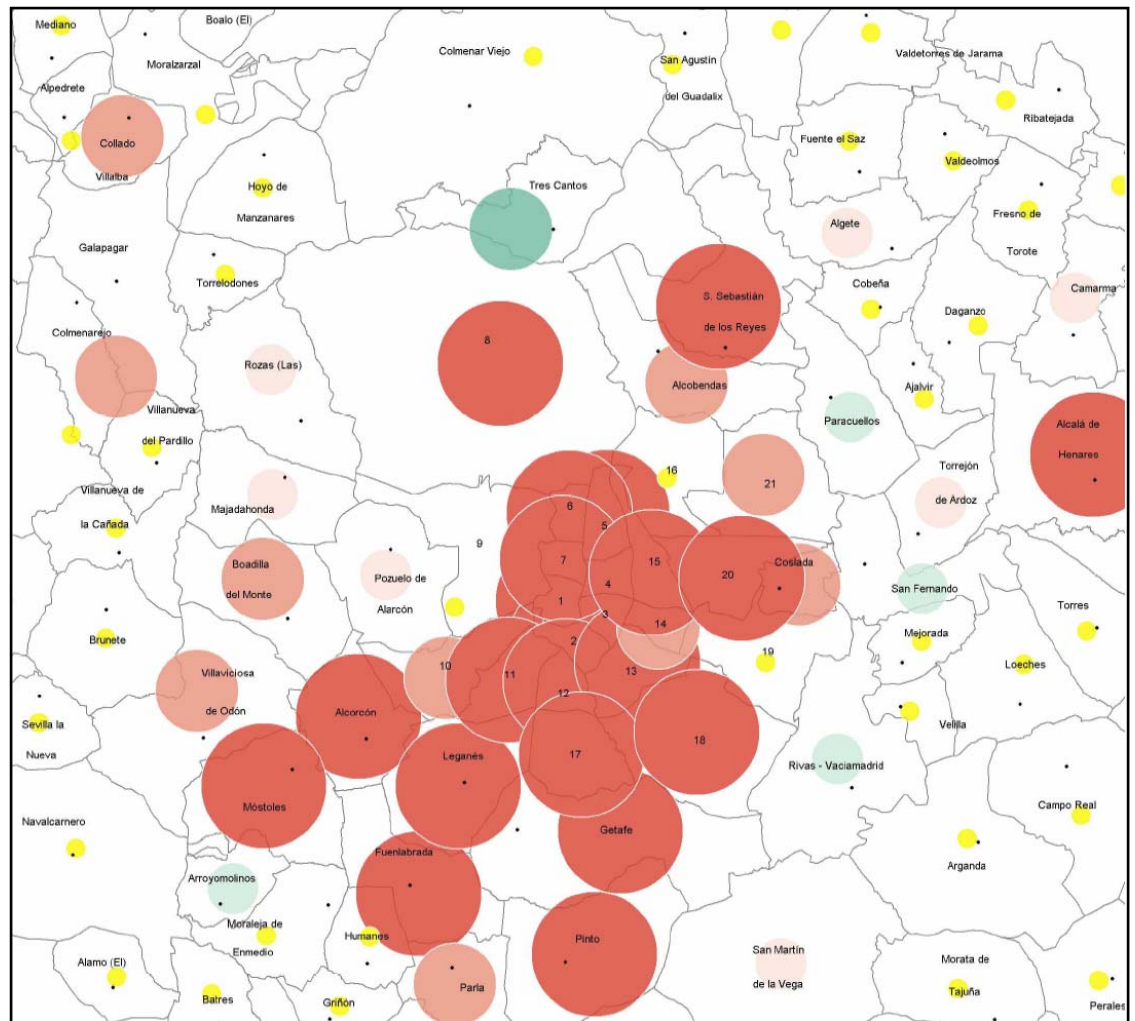 Mediano
Boalo (El)
Moralzarzal
Colmenar Viejo
San Agustin
del Guadalix
Valdetorres de Jarama
Alpedrete
Ribatejada
Collado
Villalba
Fuente el Saz
Valdeolmos
Hoyo de
Manzanares
Tres Cantos
Fresno de
Torote
Algete
Galapagar
Torrelodones
Cobeña
Camarma
S. Sebastián
de los Reyes
Daganzo
Colmenarejo
8
Rozas (Las)
Alcobendas
Ajalvir
Villanueva
del Pardillo
Paracuellos
Alcalá de
Henares
Torrejón
de Ardoz
16
21
Villanueva de
la Cañada
Majadahonda
6
5
9
7
15
20
Coslada
Boadilla
del Monte
Pozuelo de
Alarcón
4
San Fernando
1
3
Torres
14
Brunete
2
Mejorada
19
Loeches
10
11
13
Villaviciosa
de Odón
12
Alcorcón
Sevilla la
Nueva
Velilla
18
17
Leganés
Rivas - Vaciamadrid
Móstoles
Campo Real
Navalcarnero
Getafe
Fuenlabrada
Arganda
Arroyomolinos
Moraleja de
Enmedio
Humanes
Pinto
San Martín
de la Vega
Alamo (El)
Morata de
Tajuña
Parla
Batres
Griñón
Perales